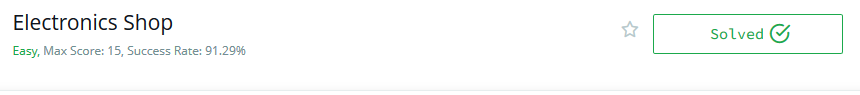 Electronics Shop
Solved
Easy, Max Score: 15, Success Rate: 91.29%